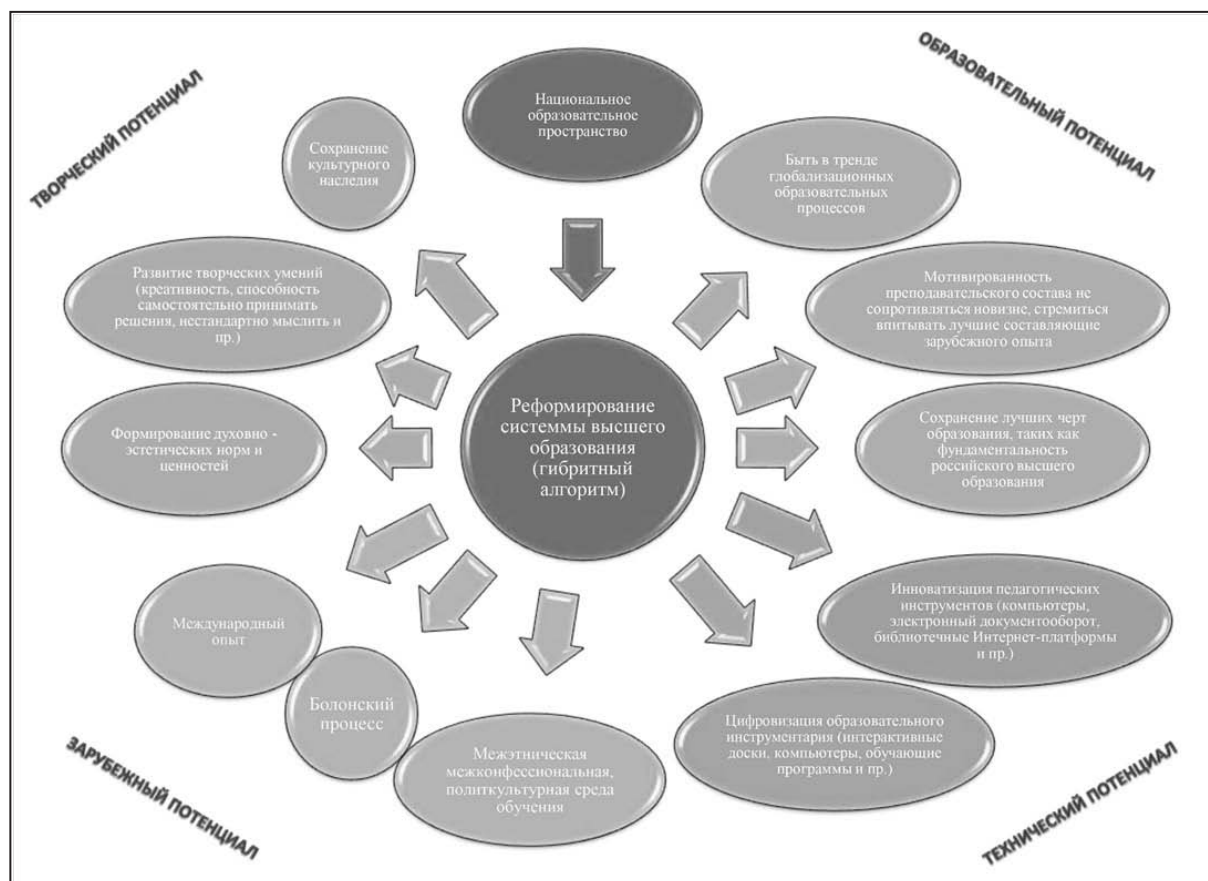 ТВОРЧЕСКИЙ ПОТЕНЦИАЛ
ОБРАЗОВАТЕЛЬНЫЙ ПОТЕНЦИАЛ
Национальное
образовательное
пространство
Сохранение
культурного
наследия
Быть в тренде
глобализационных
образовательных
процессов
Развитие творческих умений
(креативность, способность
самостоятельно принимать
решения, нестандартно мыслить и
пр.)
Мотивированность
преподавательского состава не
сопротивляться новизне, стремиться
впитывать лучшие составляющие
зарубежного опыта
Реформирование
системмы высшего
образования
(гибритный
алгоритм)
Формирование духовно -
эстетических норм и
ценностей
Сохранение лучших черт
образования, таких как
фундаментальность
российского высшего
образования
Международный
опыт
Инноватизация педагогических
инструментов (компьютеры,
электронный документооборот,
библиотечные Интернет-платформы
и пр.)
Болонский
процесс
Межэтническая
межконфессиональная,
политкультурная среда
обучения
Цифровизация образовательного
инструментария (интерактивные
доски, компьютеры, обучающие
программы и пр.)
ЗАРУБЕЖНЫЙ ПОТЕНЦИАЛ
ТЕХНИЧЕСКИЙ ПОТЕНЦИАЛ